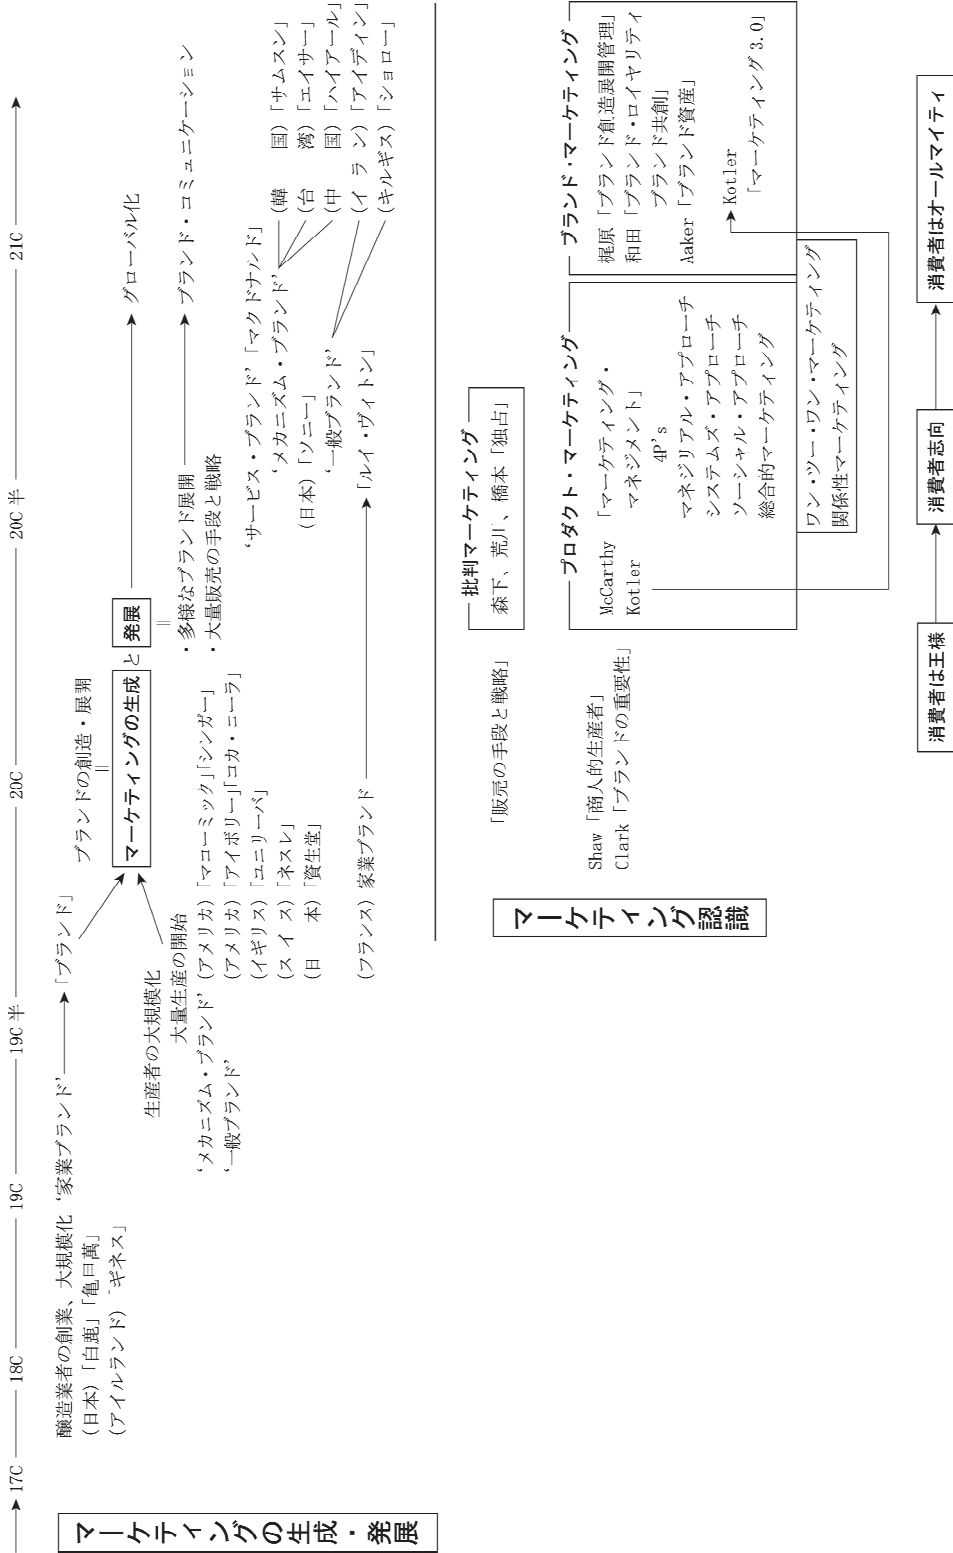 17C 18C 19C 19C 半 20C 20C 半 21C
マーケティングの生成・発展
醸造業者の創業、大規模化 ‘家業ブランド’ 「ブランド」
(日本)「白鹿」「亀甲萬」
(アイルランド)「ギネス」
ブランドの創造・展開
||
マーケティングの生成 と 発展 グローバル化
||
・多様なブランド展開 ブランド・コミュニケーション
・大量販売の手段と戦略
生産者の大規模化
大量生産の開始
‘メカニズム・ブランド’ (アメリカ)「マコーミック」「シンガー」
‘一般ブランド’ (アメリカ)「アイボリー」「コカ・コーラ」
(イギリス)「ユニリーバ」
(ス イ ス)「ネスレ」
(日 本)「資生堂」
‘サービス・ブランド’「マクドナルド」
‘メカニズム・ブランド’
(日本)「ソニー」
‘一般ブランド’
(韓 国)「サムスン」
(台 湾)「エイサー」
(中 国)「ハイアール」
(イ ラ ン)「アイディン」
(キルギス)「ショロー」
(フランス) 家業ブランド 「ルイ・ヴィトン」
マーケティング認識
「販売の手段と戦略」
批判マーケティング
森下、荒川、橋本「独占」
Shaw「商人的生産者」
Clark「ブランドの重要性」
プロダクト・マーケティング
McCarthy 「マーケティング・
Kotler マネジメント」
4P's
マネジリアル・アプローチ
システムズ・アプローチ
ソーシャル・アプローチ
総合的マーケティング
ブランド・マーケティング
梶原「ブランド創造展開管理」
和田「ブランド・ロイヤリティ
ブランド共創」
Aaker「ブランド資産」
Kotler
「マーケティング 3.0」
ワン・ツー・ワン・マーケティング
関係性マーケティング
消費者は王様 消費者志向 消費者はオールマイティ